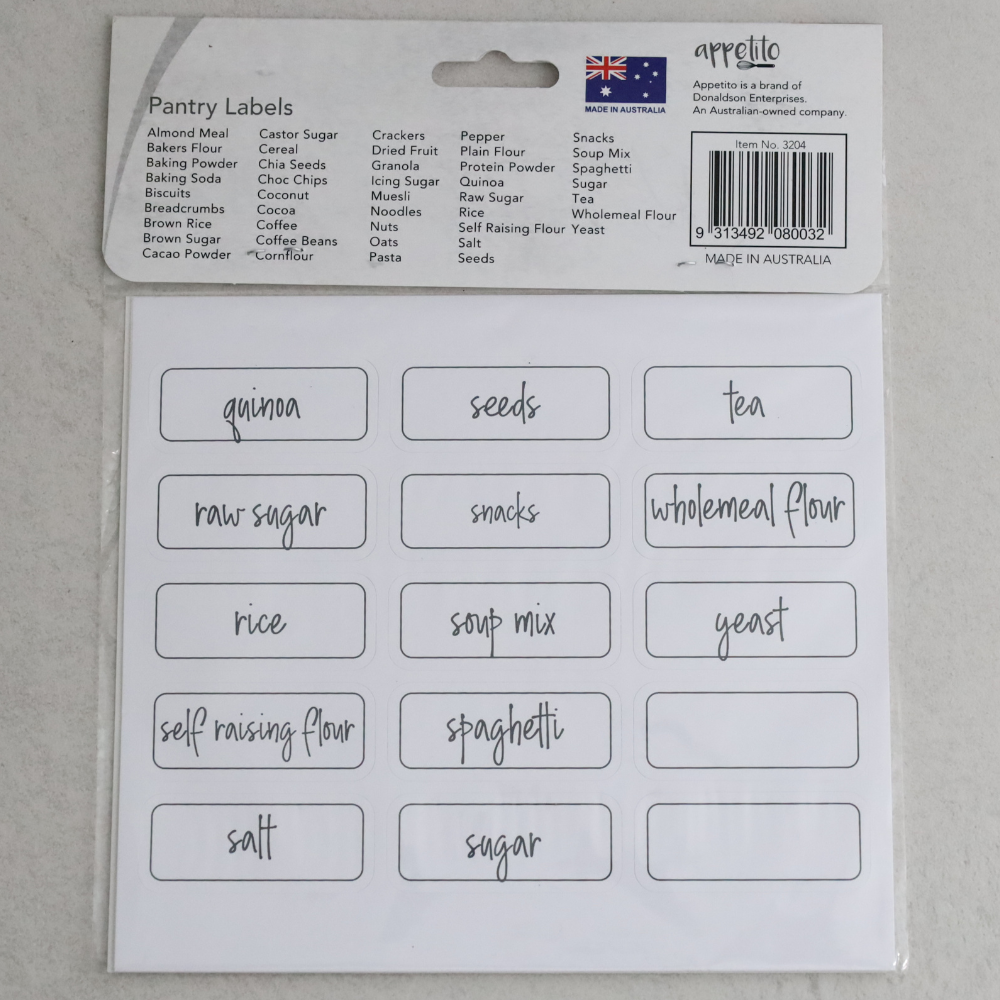 appetito
Appetito is a brand of
Donaldson Enterprises.
An Australian-owned company.
MADE IN AUSTRALIA
Pantry Labels
Almond Meal
Bakers Flour
Baking Powder
Baking Soda
Biscuits
Breadcrumbs
Brown Rice
Brown Sugar
Cacao Powder
Castor Sugar
Cereal
Chia Seeds
Choc Chips
Coconut
Cocoa
Coffee
Coffee Beans
Cornflour
Crackers
Dried Fruit
Granola
Icing Sugar
Muesli
Noodles
Nuts
Oats
Pasta
Pepper
Plain Flour
Protein Powder
Quinoa
Raw Sugar
Rice
Self Raising Flour
Salt
Seeds
Snacks
Soup Mix
Spaghetti
Sugar
Tea
Wholemeal Flour
Yeast
Item No. 3204
9 313492 080032
MADE IN AUSTRALIA
quinoa
seeds
tea
raw sugar
snacks
wholemeal flour
rice
soup mix
yeast
self raising flour
spaghetti
salt
sugar